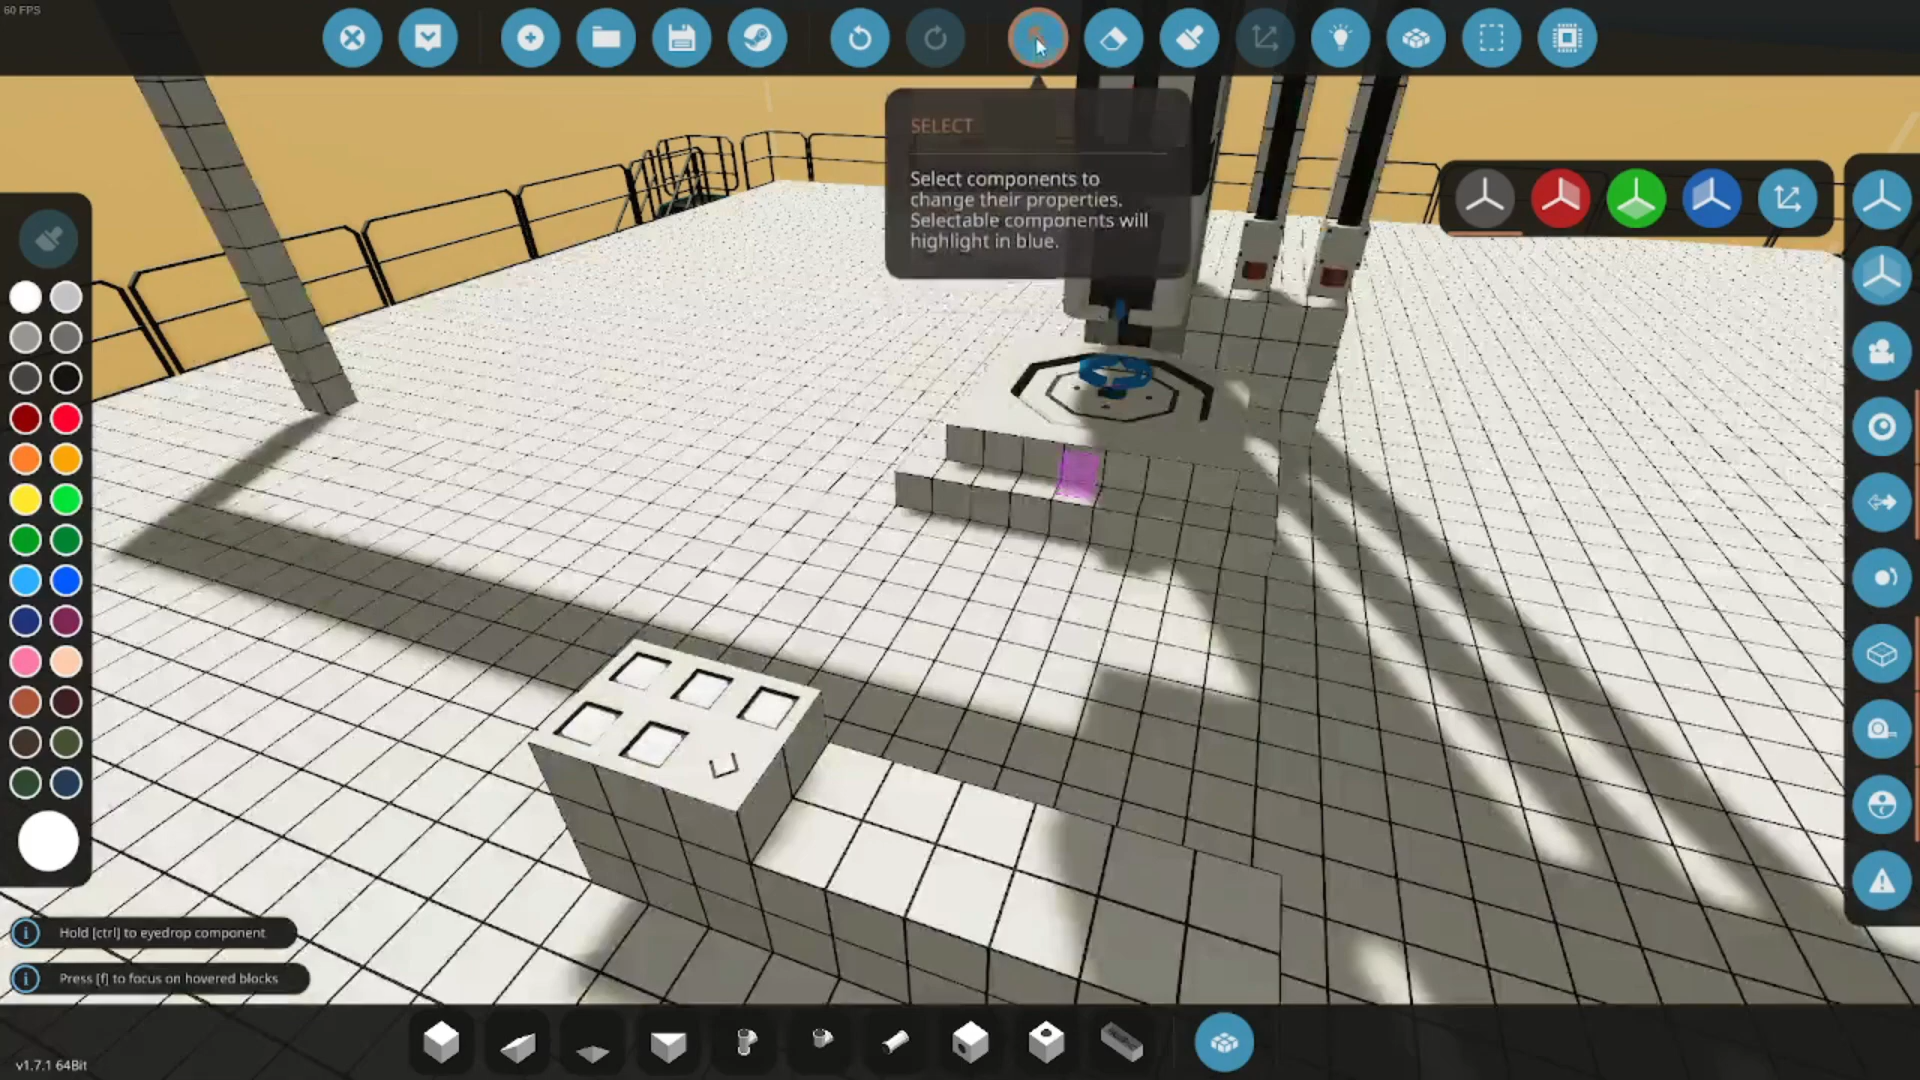 60 FPS
SELECT
Select components to
change their properties.
Selectable components will
highlight in blue.
Hold [ctrl] to eyedrop component
Press [f] to focus on hovered blocks
v1.7.1 64Bit